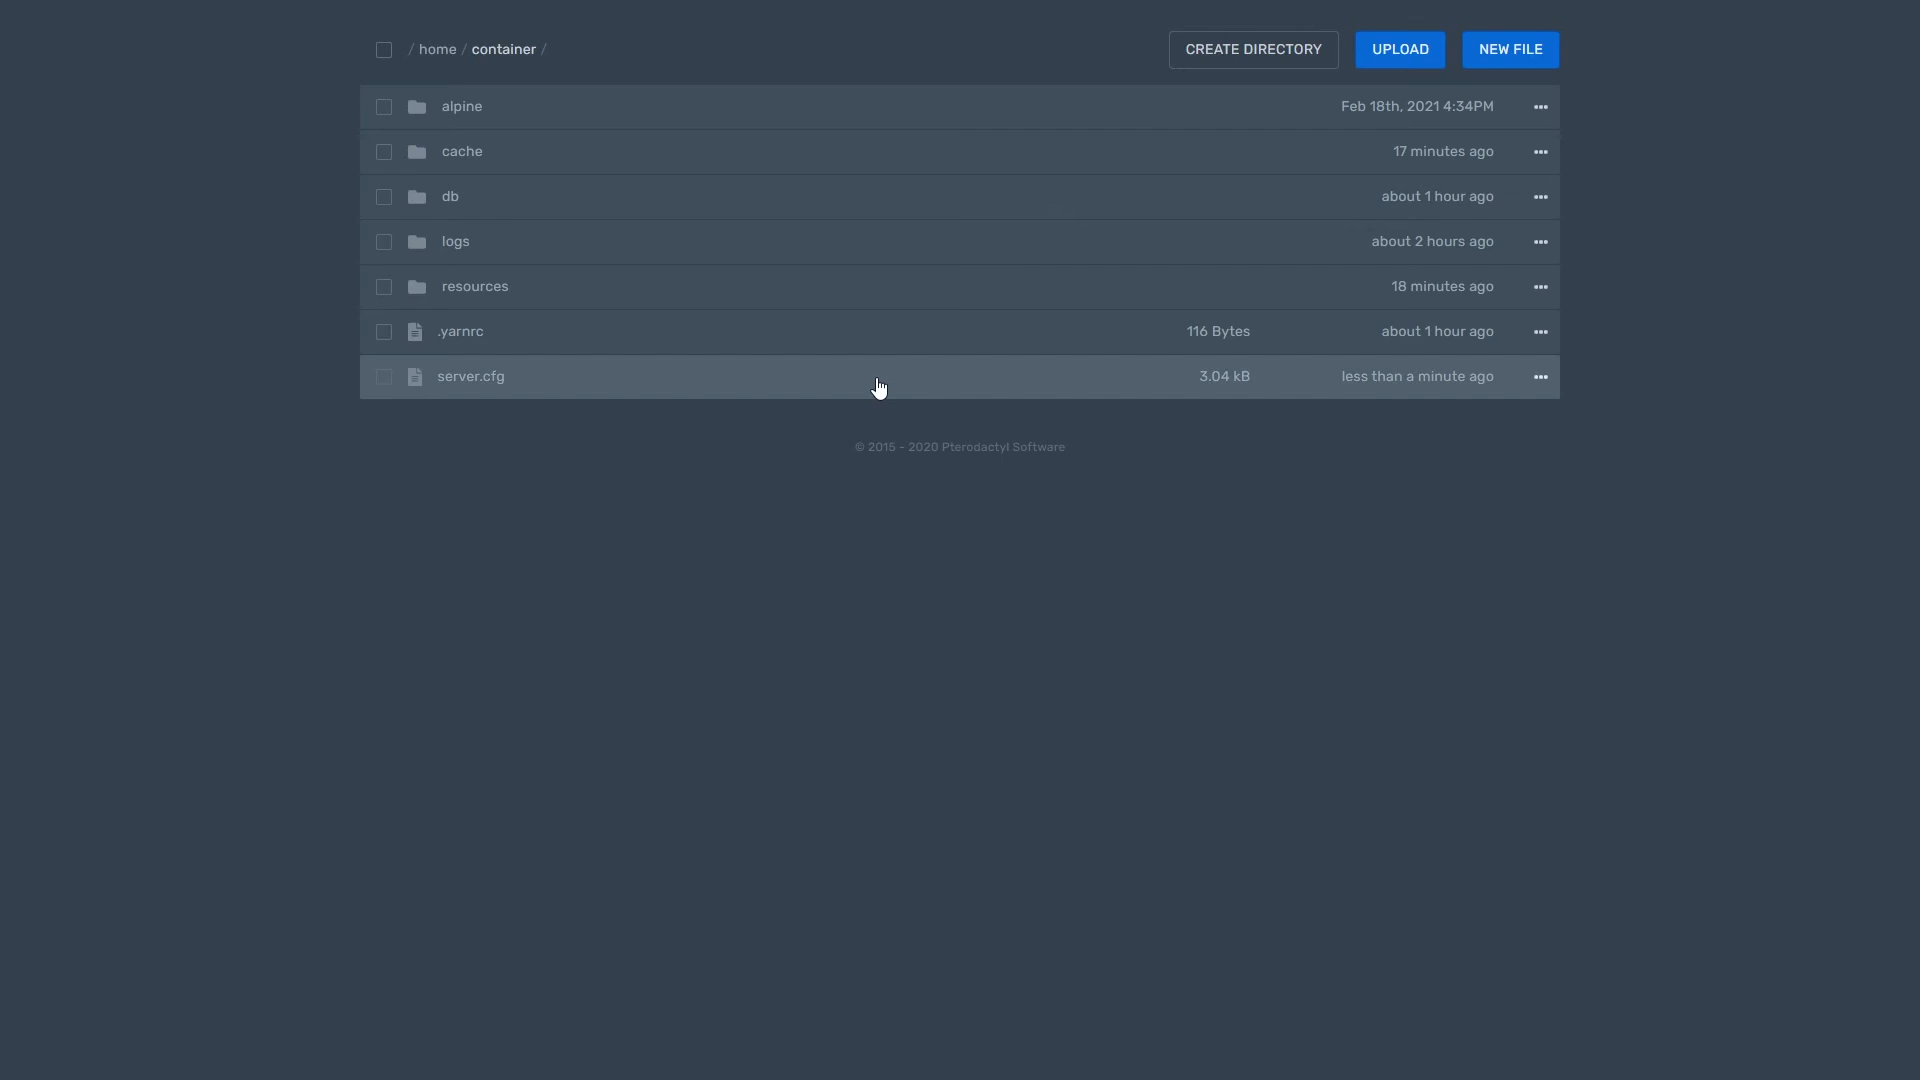 / home / container /
CREATE DIRECTORY
UPLOAD
NEW FILE
alpine Feb 18th, 2021 4:34PM
cache 17 minutes ago
db about 1 hour ago
logs about 2 hours ago
resources 18 minutes ago
.yarnrc 116 Bytes about 1 hour ago
server.cfg 3.04 kB less than a minute ago
© 2015 - 2020 Pterodactyl Software